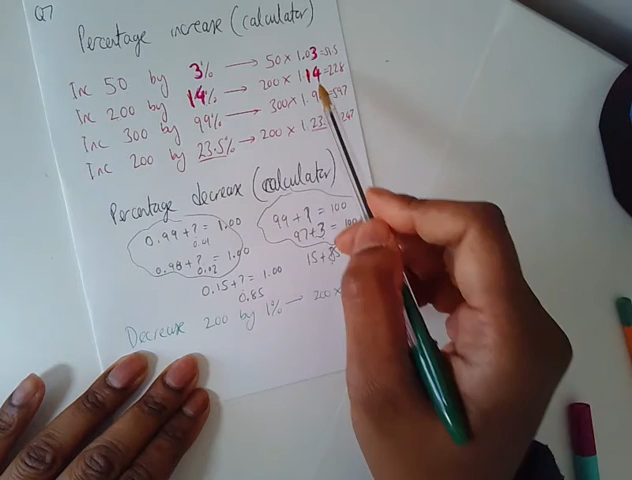 Q7
Percentage increase (calculator)
Inc 50 by 3% → 50 × 1.03 = 51.5
Inc 200 by 14% → 200 × 1.14 = 228
Inc 300 by 99% → 300 × 1.9 597
Inc 200 by 23.5% → 200 × 1.23 247
Percentage decrease (calculator)
0.99 + ? = 1.00
0.01
0.98 + ? = 1.00
0.02
99 + ? = 100
97 + 3 = 100
0.15 + ? = 1.00
0.85
15 + 85
Decrease 200 by 1% → 200 ×